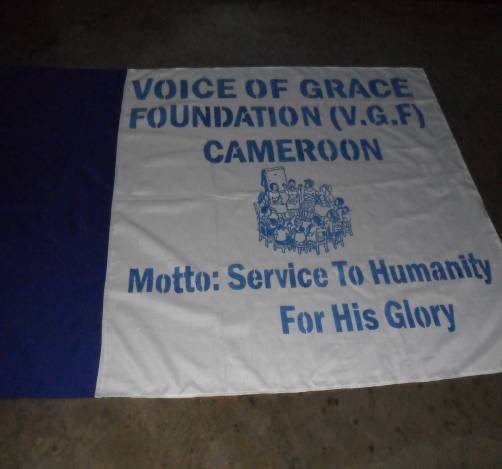 VOICE OF GRACE
FOUNDATION (V.G.F)
CAMEROON
Motto: Service To Humanity
For His Glory